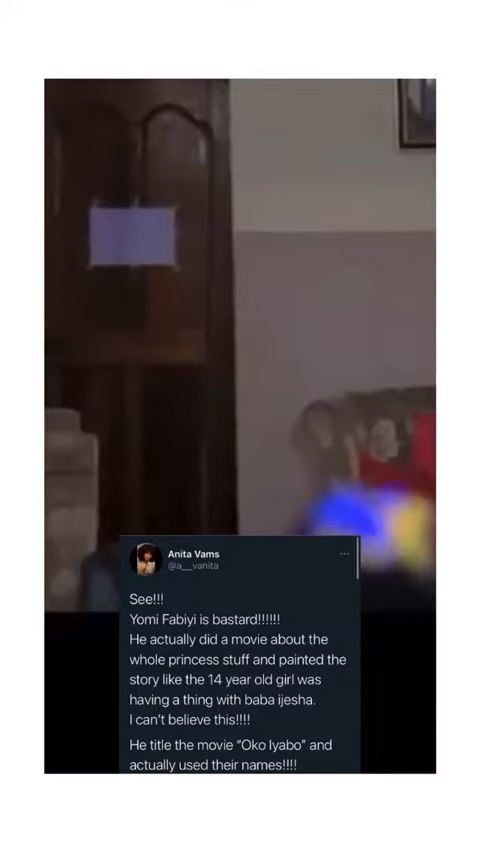 Anita Vams
@a__vanita
See!!!
Yomi Fabiyi is bastard!!!!!!
He actually did a movie about the
whole princess stuff and painted the
story like the 14 year old girl was
having a thing with baba ijesha.
I can't believe this!!!!
He title the movie "Oko Iyabo" and
actually used their names!!!!